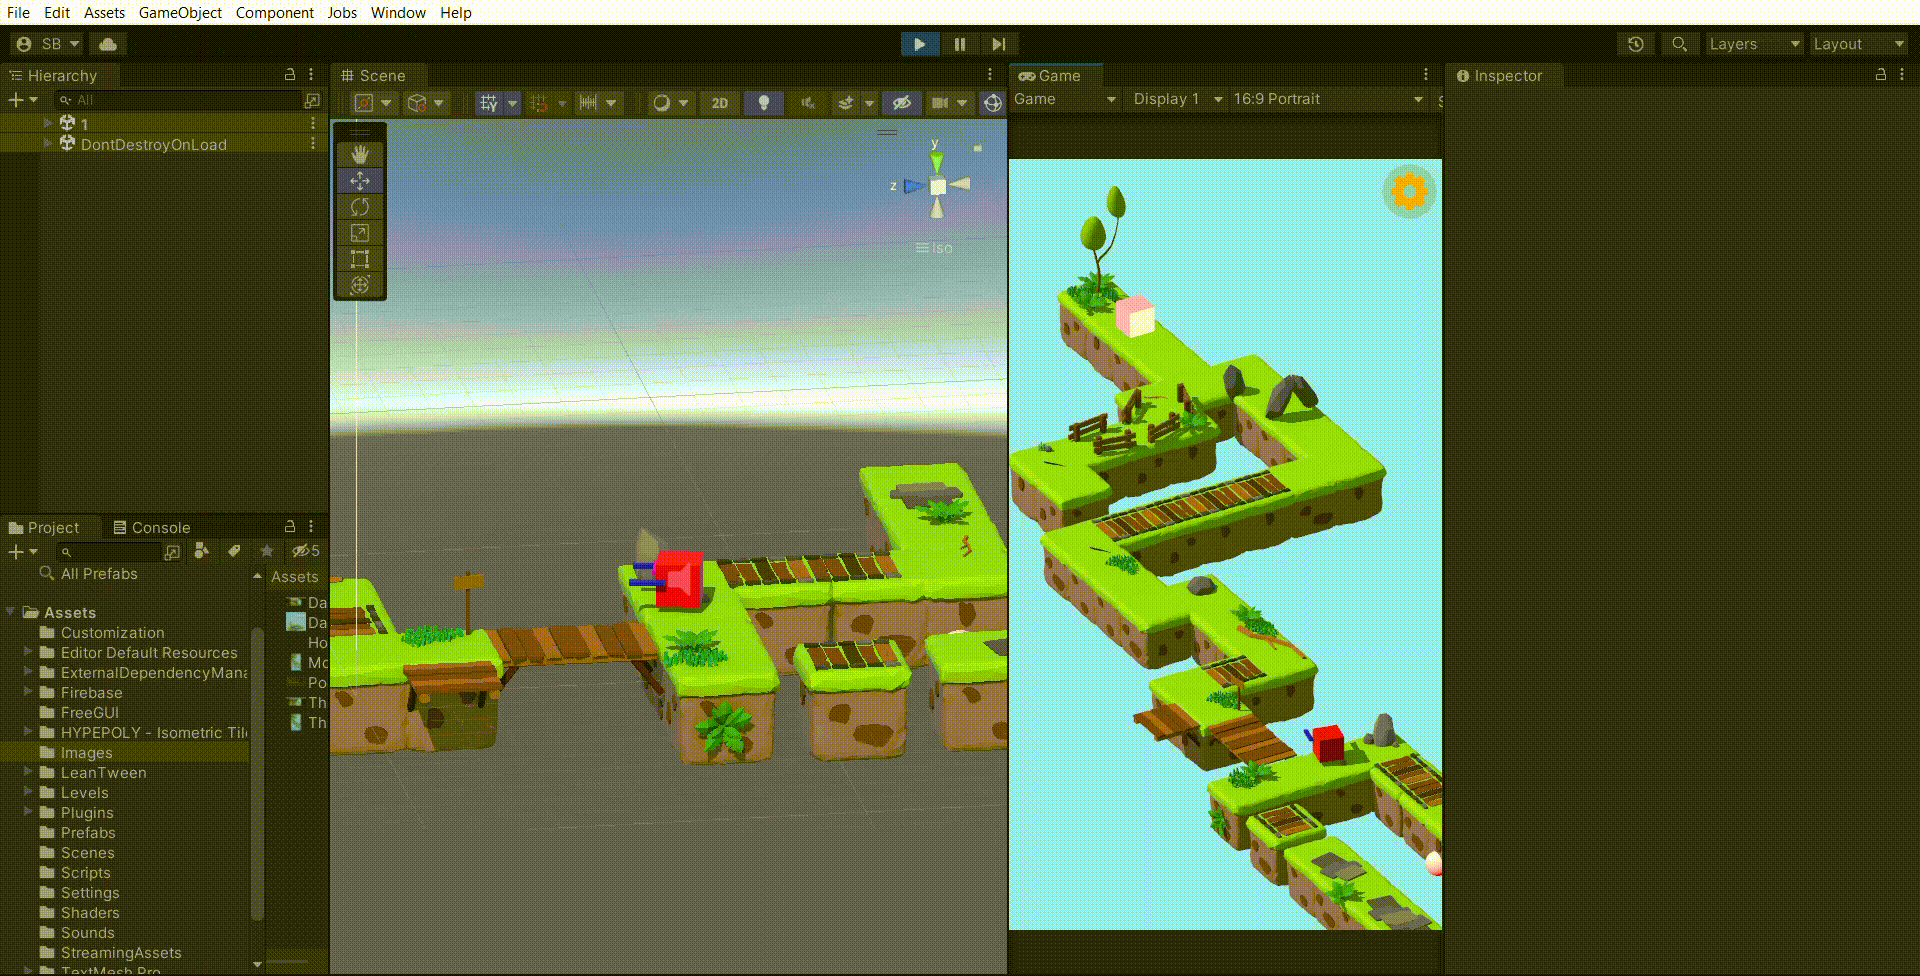 File Edit Assets GameObject Component Jobs Window Help
SB
Layers
Layout
Hierarchy
All
1
DontDestroyOnLoad
Scene
2D
y
z
Iso
Game
Game
Display 1
16:9 Portrait
S
Inspector
Project
Console
5
All Prefabs
Assets
Customization
Editor Default Resources
ExternalDependencyMana
Firebase
FreeGUI
HYPEPOLY - Isometric Tile
Images
LeanTween
Levels
Plugins
Prefabs
Scenes
Scripts
Settings
Shaders
Sounds
StreamingAssets
TextMesh Pro
Assets
Da
Da
Ho
Mo
Po
Th
Th